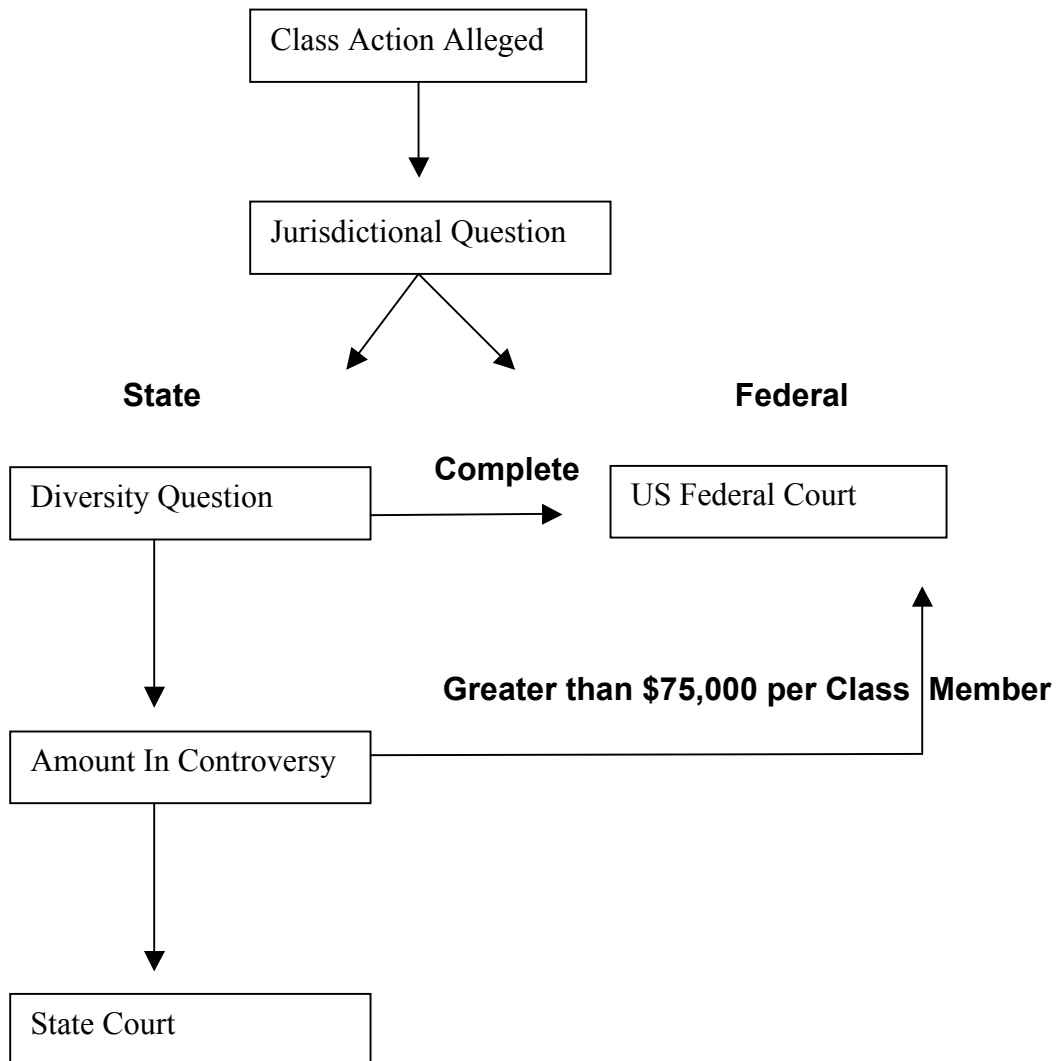 Class Action Alleged
Jurisdictional Question
State
Federal
Complete
Diversity Question
US Federal Court
Greater than $75,000 per Class Member
Amount In Controversy
State Court